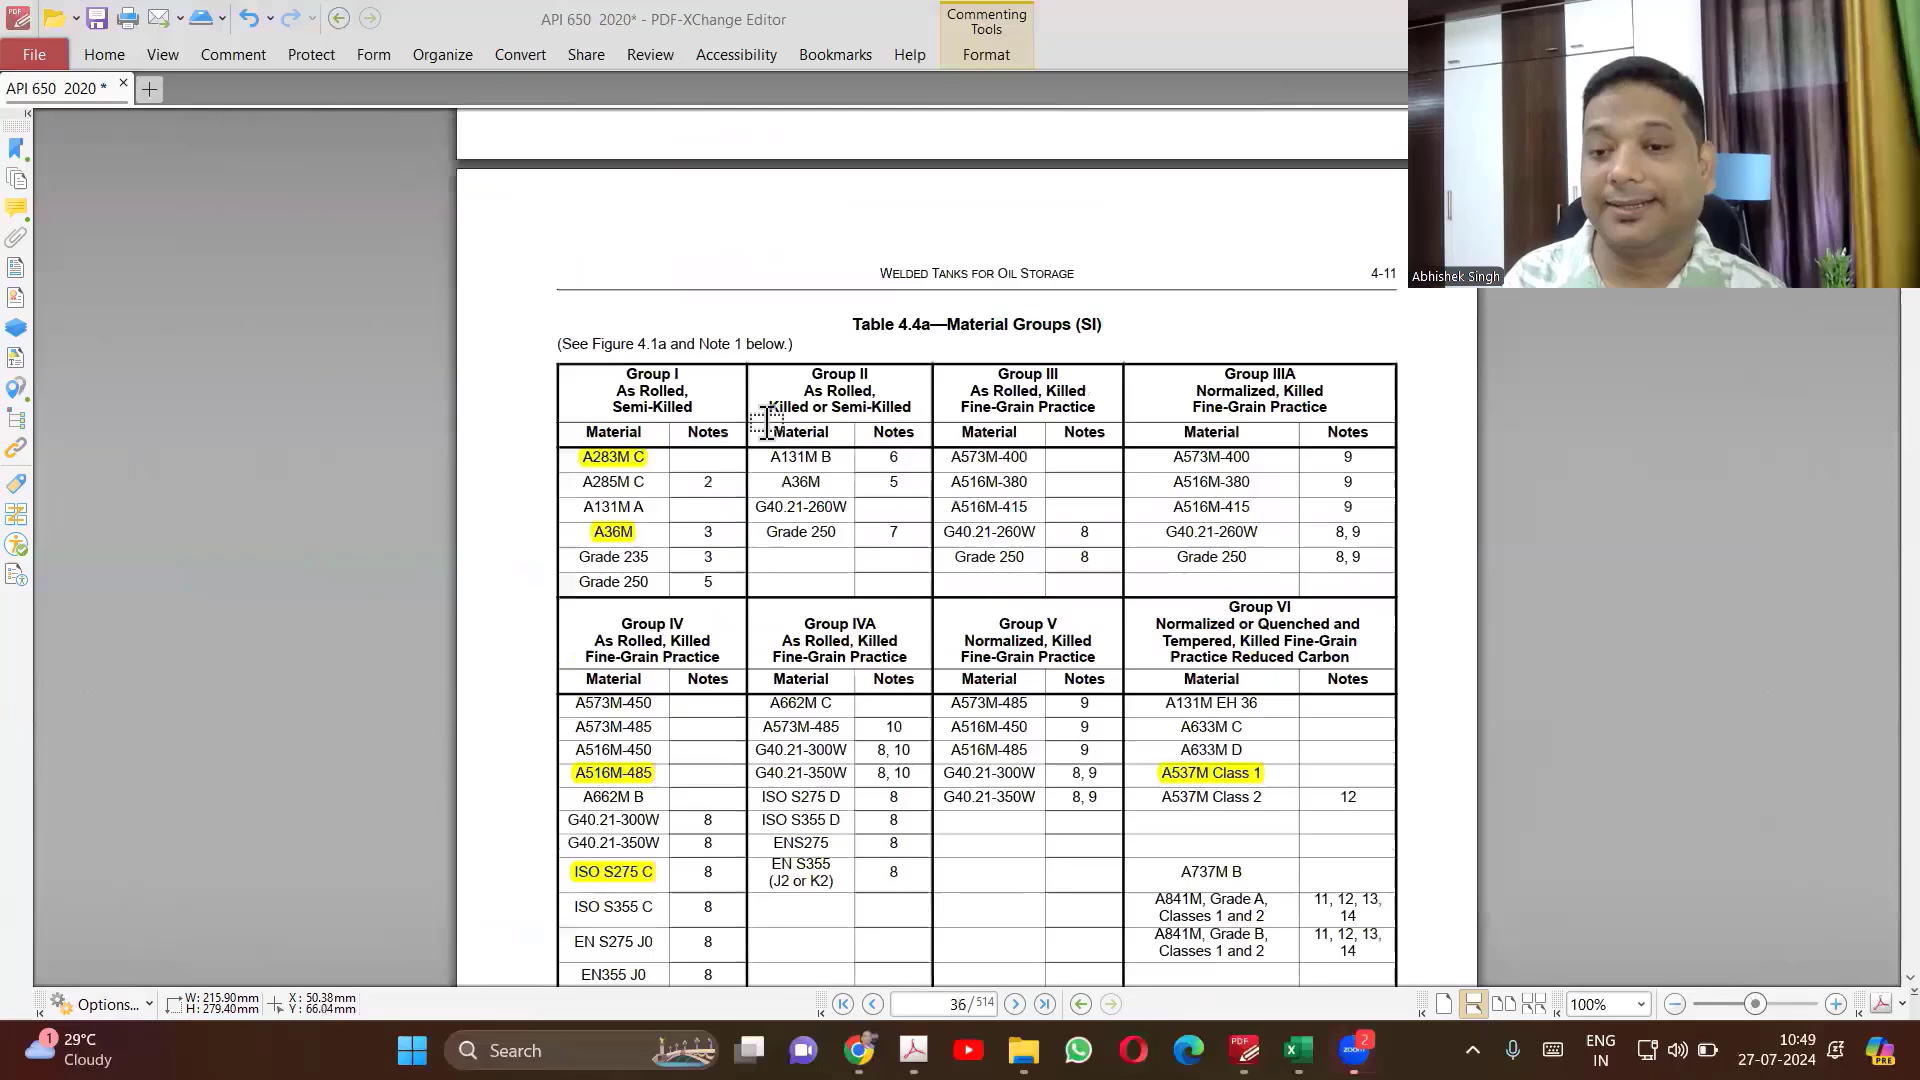 API 650  2020* - PDF-XChange Editor
Commenting
Tools
File
Home
View
Comment
Protect
Form
Organize
Convert
Share
Review
Accessibility
Bookmarks
Help
Format
API 650  2020 *
Abhishek Singh
WELDED TANKS FOR OIL STORAGE
4-11
Table 4.4a—Material Groups (SI)
(See Figure 4.1a and Note 1 below.)
Group I
As Rolled,
Semi-Killed
Group II
As Rolled,
Killed or Semi-Killed
Group III
As Rolled, Killed
Fine-Grain Practice
Group IIIA
Normalized, Killed
Fine-Grain Practice
Material Notes Material Notes Material Notes Material Notes
A283M C A131M B 6 A573M-400 A573M-400 9
A285M C 2 A36M 5 A516M-380 A516M-380 9
A131M A G40.21-260W A516M-415 A516M-415 9
A36M 3 Grade 250 7 G40.21-260W 8 G40.21-260W 8, 9
Grade 235 3 Grade 250 8 Grade 250 8, 9
Grade 250 5
Group IV
As Rolled, Killed
Fine-Grain Practice
Group IVA
As Rolled, Killed
Fine-Grain Practice
Group V
Normalized, Killed
Fine-Grain Practice
Group VI
Normalized or Quenched and
Tempered, Killed Fine-Grain
Practice Reduced Carbon
Material Notes Material Notes Material Notes Material Notes
A573M-450 A662M C A573M-485 9 A131M EH 36
A573M-485 A573M-485 10 A516M-450 9 A633M C
A516M-450 G40.21-300W 8, 10 A516M-485 9 A633M D
A516M-485 G40.21-350W 8, 10 G40.21-300W 8, 9 A537M Class 1
A662M B ISO S275 D 8 G40.21-350W 8, 9 A537M Class 2 12
G40.21-300W 8 ISO S355 D 8
G40.21-350W 8 ENS275 8
ISO S275 C 8 EN S355
(J2 or K2) 8 A737M B
ISO S355 C 8 A841M, Grade A,
Classes 1 and 2 11, 12, 13,
14
EN S275 J0 8 A841M, Grade B,
Classes 1 and 2 11, 12, 13,
14
EN355 J0 8
Options...
W: 215.90mm
H: 279.40mm
X: 50.38mm
Y: 66.04mm
36 / 514
100%
1
29°C
Cloudy
Search
PDF
zoom
2
ENG
IN
10:49
27-07-2024
PRE